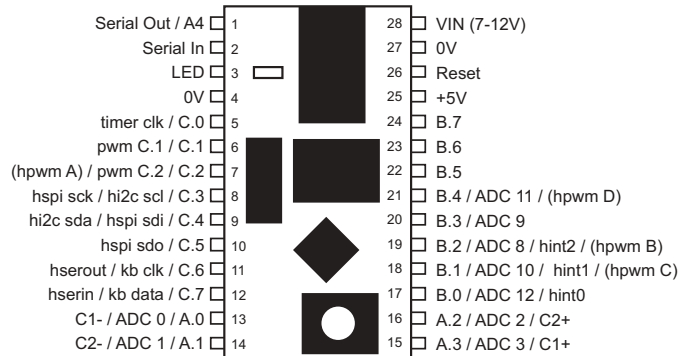 Serial Out / A4 1
Serial In 2
LED 3
0V 4
timer clk / C.0 5
pwm C.1 / C.1 6
(hpwm A) / pwm C.2 / C.2 7
hspi sck / hi2c scl / C.3 8
hi2c sda / hspi sdi / C.4 9
hspi sdo / C.5 10
hserout / kb clk / C.6 11
hserin / kb data / C.7 12
C1- / ADC 0 / A.0 13
C2- / ADC 1 / A.1 14
28 VIN (7-12V)
27 0V
26 Reset
25 +5V
24 B.7
23 B.6
22 B.5
21 B.4 / ADC 11 / (hpwm D)
20 B.3 / ADC 9
19 B.2 / ADC 8 / hint2 / (hpwm B)
18 B.1 / ADC 10 / hint1 / (hpwm C)
17 B.0 / ADC 12 / hint0
16 A.2 / ADC 2 / C2+
15 A.3 / ADC 3 / C1+